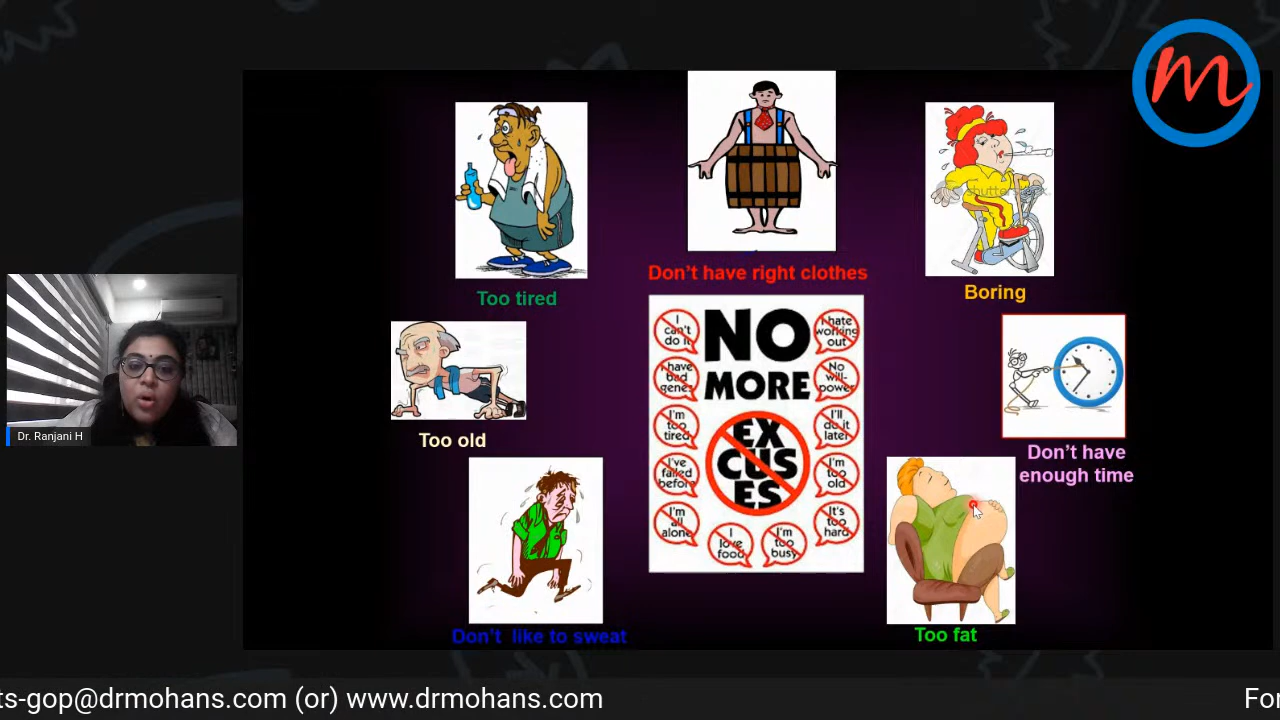 m
Don't have right clothes
Too tired
Boring
shutterstock
Too old
Don't have
enough time
Don't like to sweat
Too fat
NO
MORE
EX
CUS
ES
I
can't
do it
I have
bad
genes
I'm
too
tired
I've
failed
before
I'm
all
alone
I
love
food
I'm
too
busy
I hate
working
out
No
will-
power
I'll
do it
later
I'm
too
old
It's
too
hard
Dr. Ranjani H
ts-gop@drmohans.com (or) www.drmohans.com
For